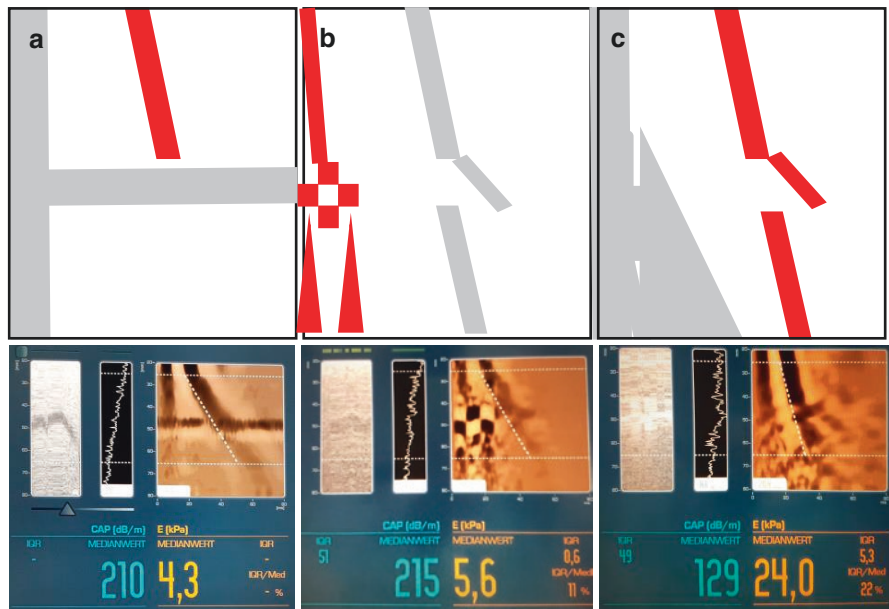 a
b
c
CAP (dB/m)
E (kPa)
IQR
MEDIANWERT
MEDIANWERT
IQR
-
-
IQR/Med
210
4,3
- %
CAP (dB/m)
E (kPa)
IQR
MEDIANWERT
MEDIANWERT
IQR
51
0,6
IQR/Med
215
5,6
11 %
CAP (dB/m)
E (kPa)
IQR
MEDIANWERT
MEDIANWERT
IQR
49
5,3
IQR/Med
129
24,0
22 %